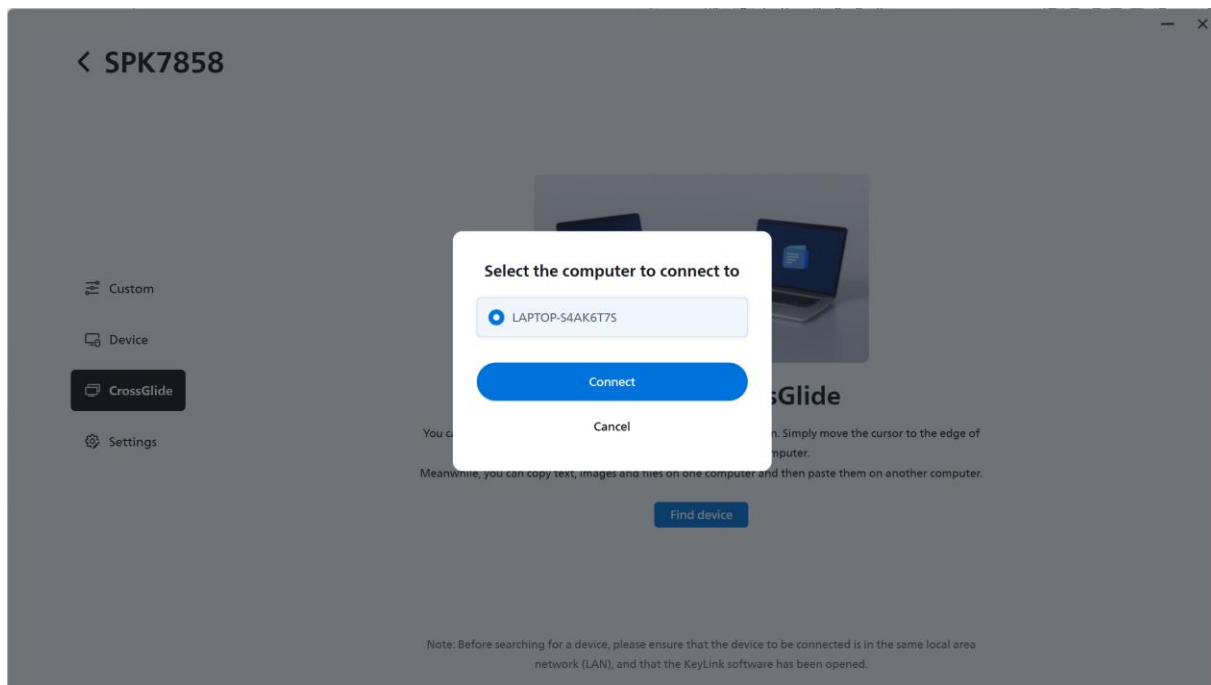 SPK7858
Custom
Device
CrossGlide
Settings
Select the computer to connect to
LAPTOP-S4AK6T7S
Connect
Cancel
Glide
You
n. Simply move the cursor to the edge of
Meanwhile, you can copy text, images and files on one computer and then paste them on another computer.
Find device
Note: Before searching for a device, please ensure that the device to be connected is in the same local area
network (LAN), and that the KeyLink software has been opened.